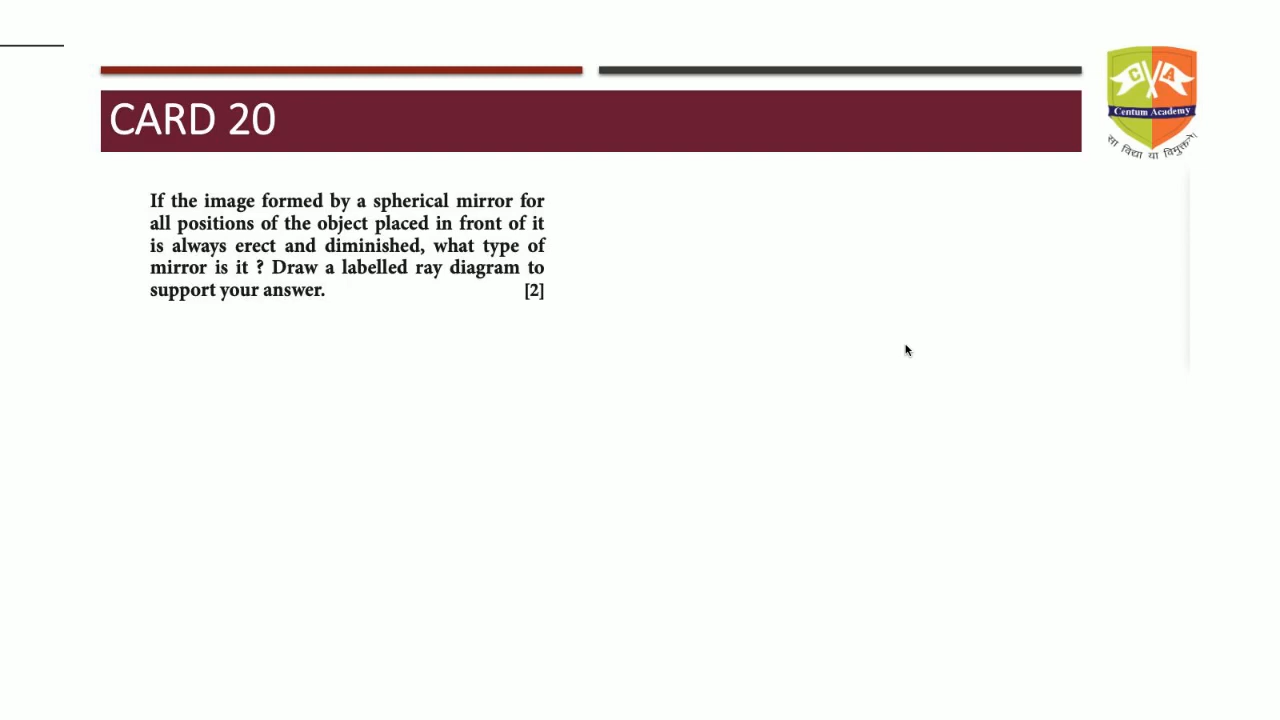 CARD 20
C A
Centum Academy
सा विद्या या विमुक्तये
If the image formed by a spherical mirror for
all positions of the object placed in front of it
is always erect and diminished, what type of
mirror is it ? Draw a labelled ray diagram to
support your answer. [2]